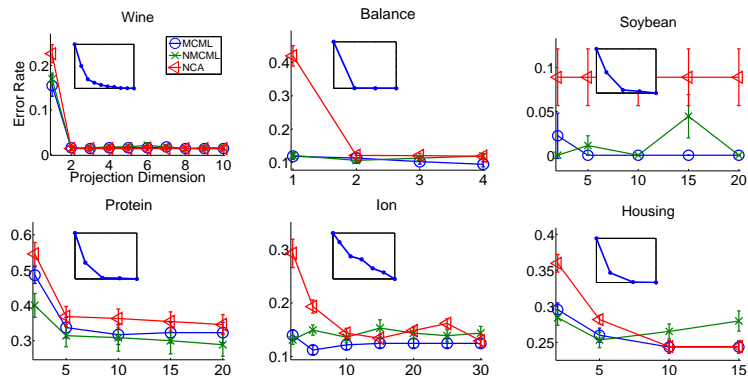 Wine
Error Rate
0.2
0.1
0
2 4 6 8 10
Projection Dimension
MCML
NMCML
NCA
Balance
0.4
0.3
0.2
0.1
1 2 3 4
Soybean
0.1
0.05
0
5 10 15 20
Protein
0.6
0.5
0.4
0.3
5 10 15 20
Ion
0.3
0.2
0.1
10 20 30
Housing
0.4
0.35
0.3
0.25
5 10 15